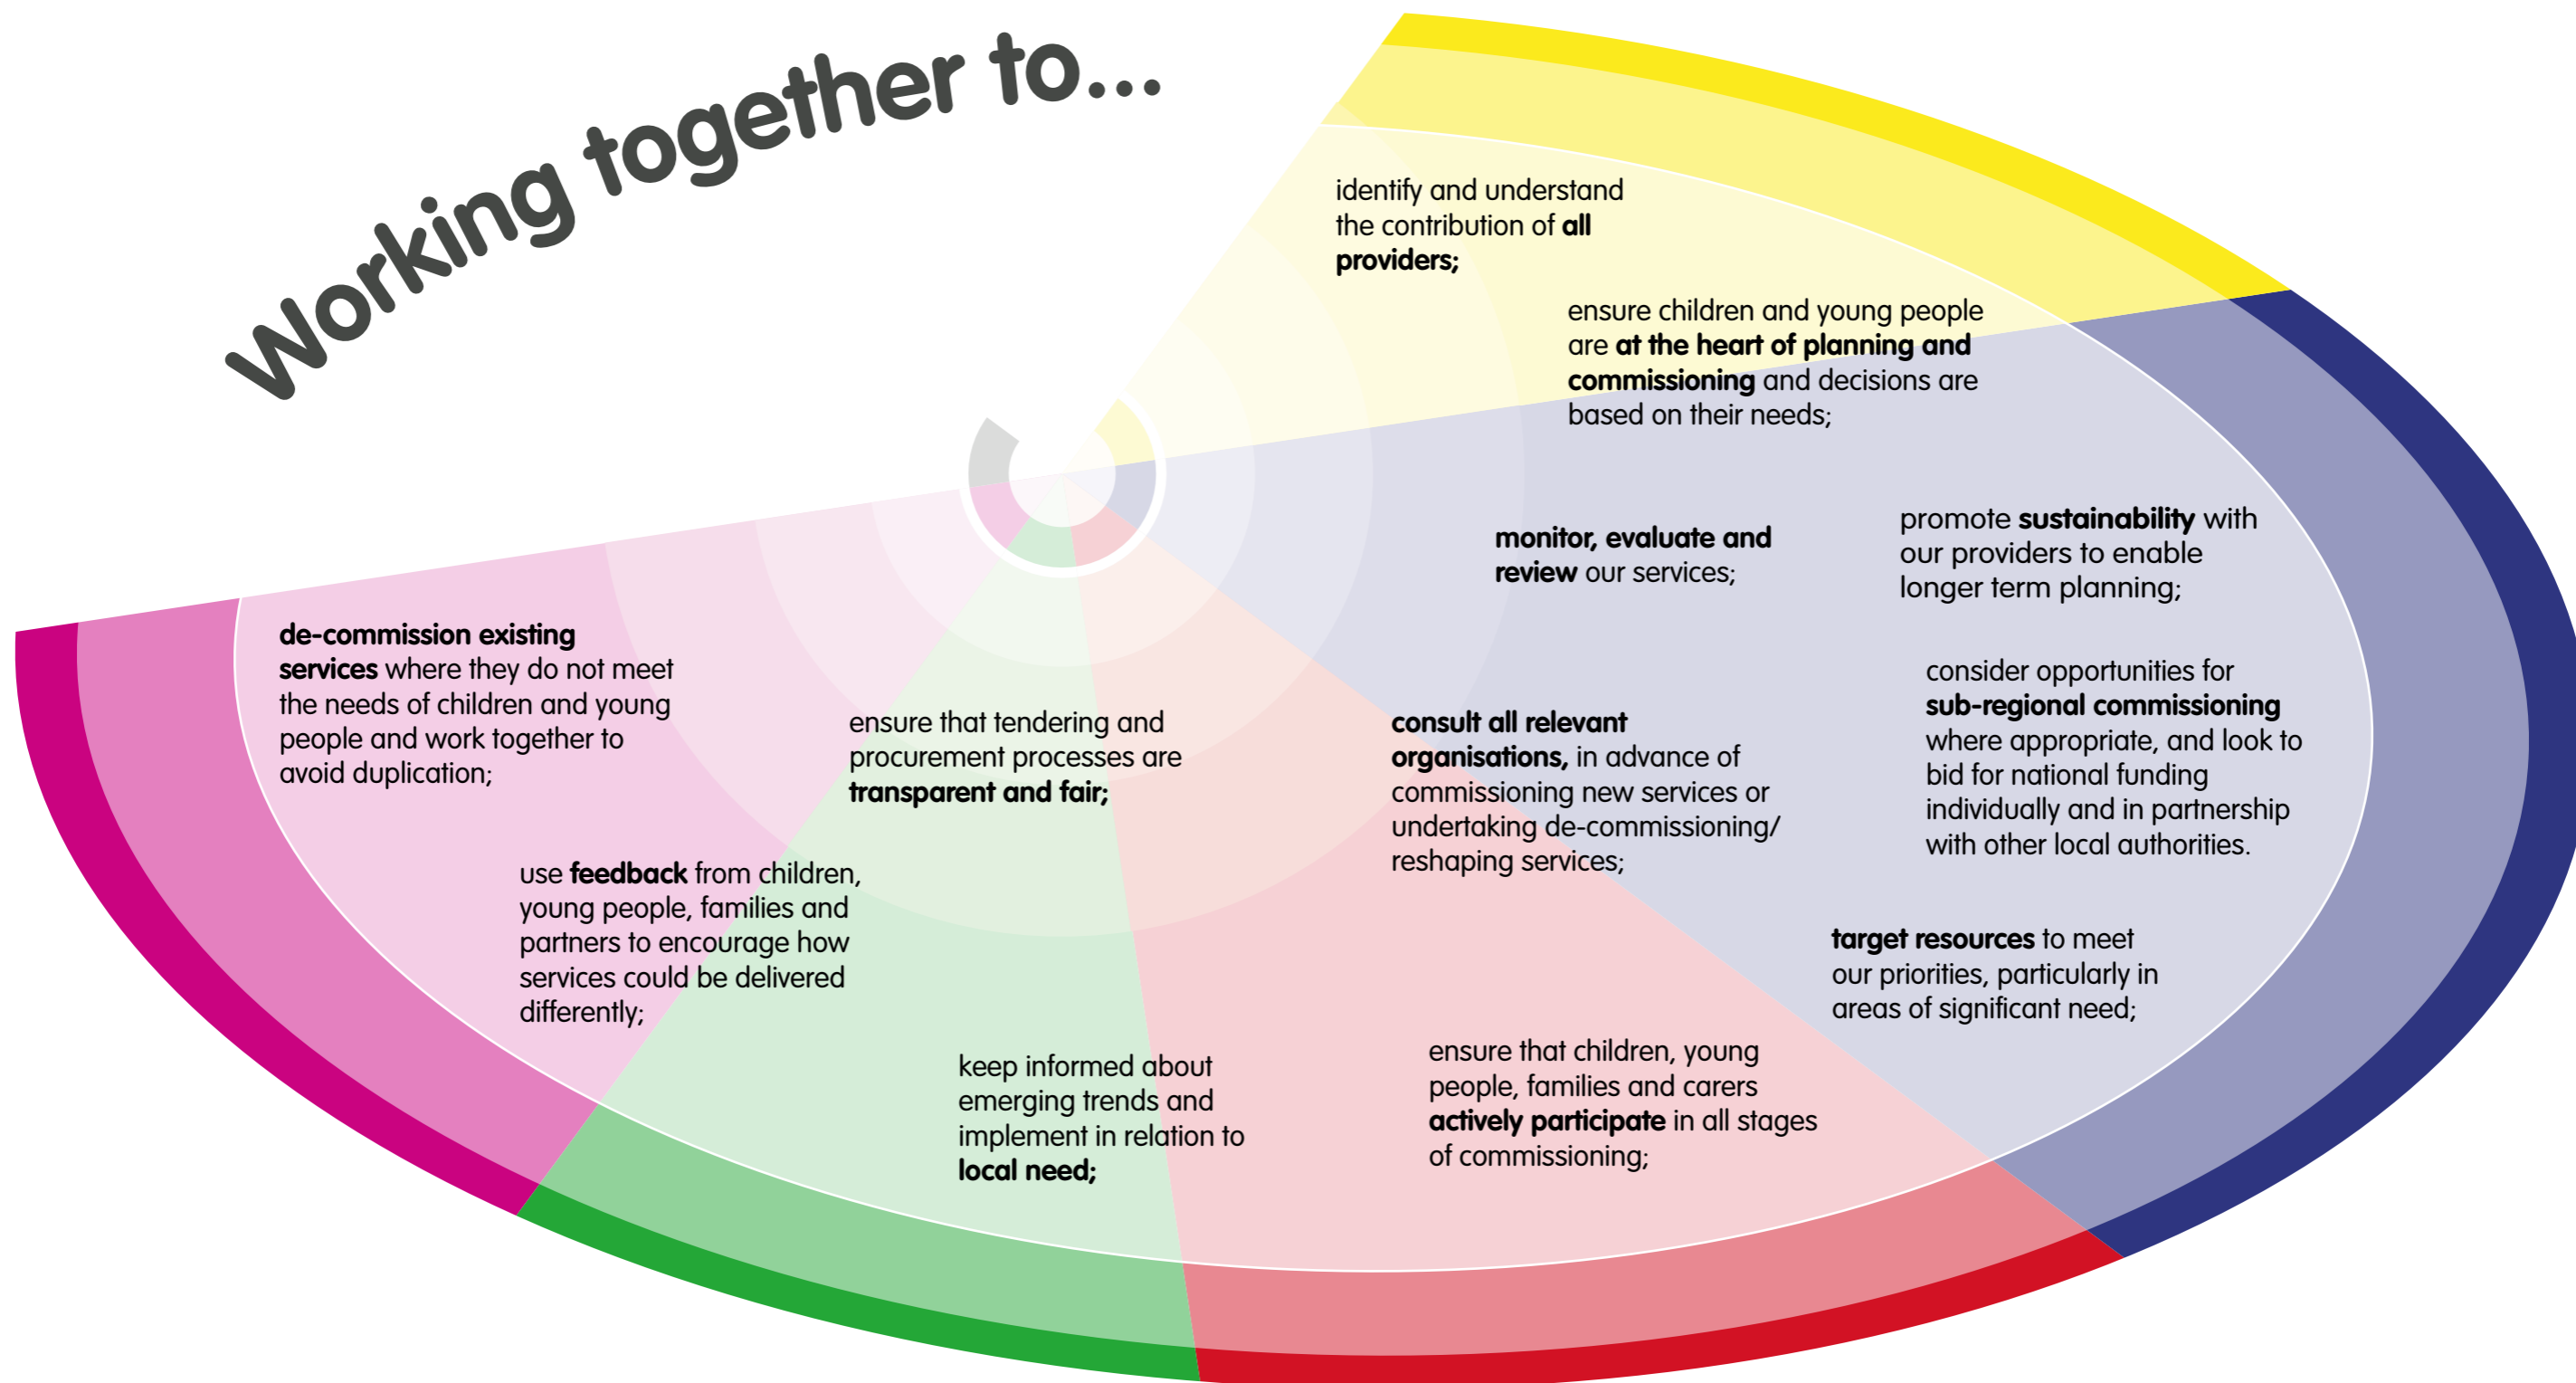 Working together to...
identify and understand
the contribution of all
providers;
ensure children and young people
are at the heart of planning and
commissioning and decisions are
based on their needs;
monitor, evaluate and
review our services;
promote sustainability with
our providers to enable
longer term planning;
consider opportunities for
sub-regional commissioning
where appropriate, and look to
bid for national funding
individually and in partnership
with other local authorities.
de-commission existing
services where they do not meet
the needs of children and young
people and work together to
avoid duplication;
ensure that tendering and
procurement processes are
transparent and fair;
consult all relevant
organisations, in advance of
commissioning new services or
undertaking de-commissioning/
reshaping services;
use feedback from children,
young people, families and
partners to encourage how
services could be delivered
differently;
target resources to meet
our priorities, particularly in
areas of significant need;
keep informed about
emerging trends and
implement in relation to
local need;
ensure that children, young
people, families and carers
actively participate in all stages
of commissioning;